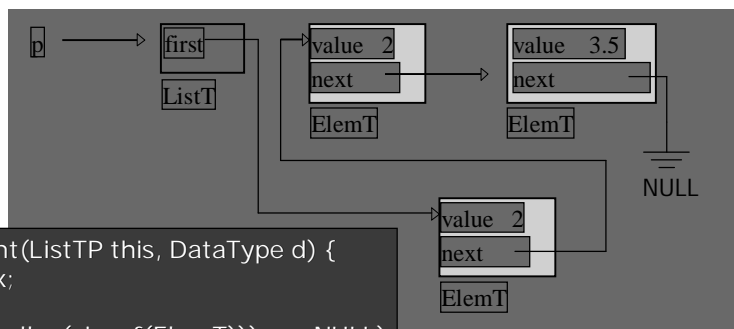 p
first
ListT
value 2
next
ElemT
value 3.5
next
ElemT
NULL
value 2
next
ElemT
nt(ListTP this, DataType d) {
x;
NULL)